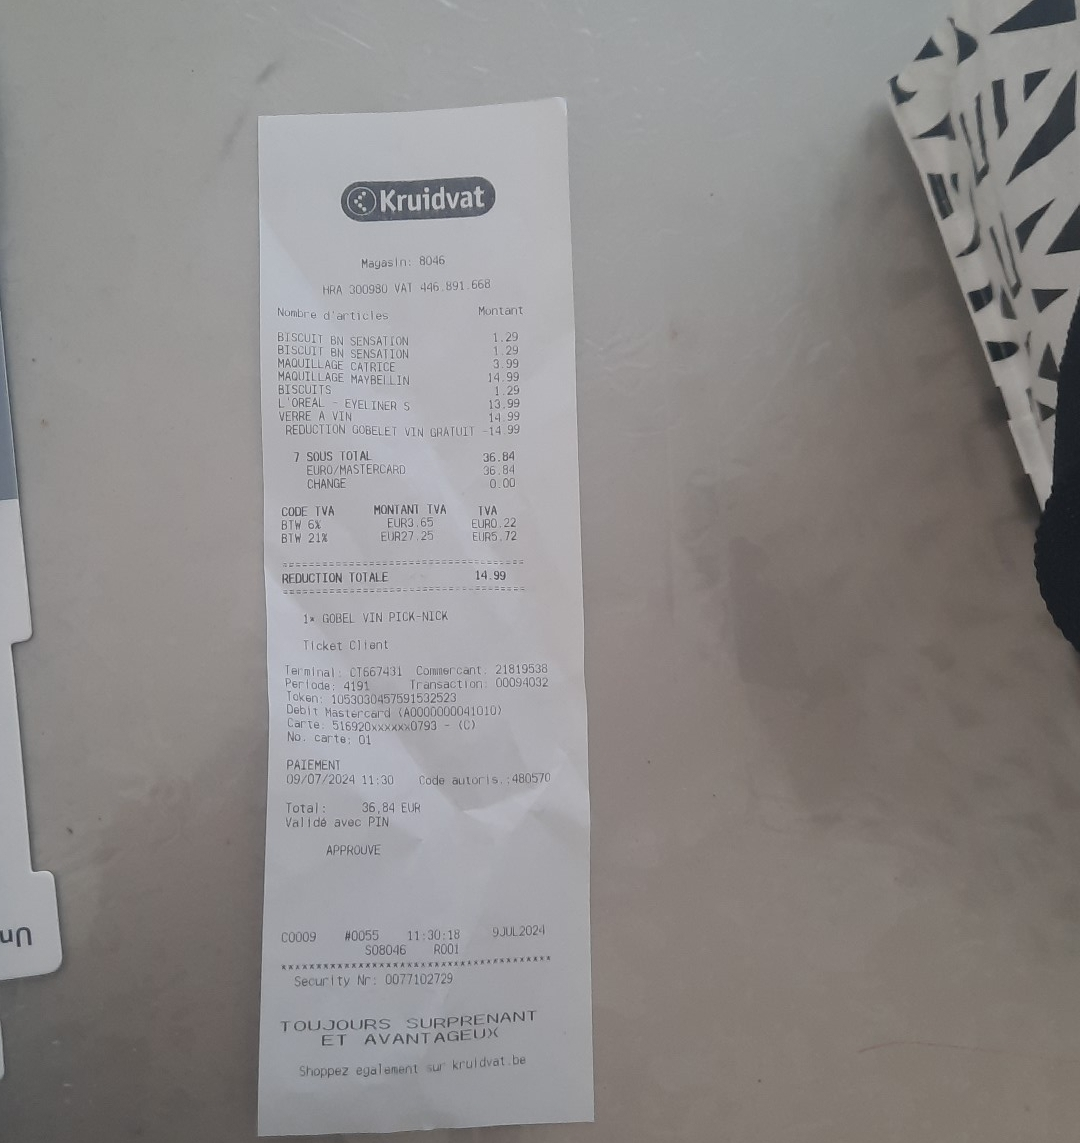 Kruidvat
Magasin: 8046
HRA 300980 VAT 446.891.668
Nombre d'articles Montant
BISCUIT BN SENSATION 1.29
BISCUIT BN SENSATION 1.29
MAQUILLAGE CATRICE 3.99
MAQUILLAGE MAYBELLIN 14.99
BISCUITS 1.29
L'OREAL - EYELINER S 13.99
VERRE A VIN 14.99
REDUCTION GOBELET VIN GRATUIT -14.99
7 SOUS TOTAL 36.84
EURO/MASTERCARD 36.84
CHANGE 0.00
CODE TVA MONTANT TVA TVA
BTW 6% EUR3.65 EUR0.22
BTW 21% EUR27.25 EUR5.72
============================
REDUCTION TOTALE 14.99
============================
1* GOBEL VIN PICK-NICK
Ticket Client
Terminal: CT667431 Commercant: 21819538
Periode: 4191 Transaction: 00094032
Token: 1053030457591532523
Debit Mastercard (A0000000041010)
Carte: 516920xxxxxx0793 - (C)
No. carte: 01
PAIEMENT
09/07/2024 11:30 Code autoris.:480570
Total: 36,84 EUR
Validé avec PIN
APPROUVE
C0009 #0055 11:30:18 9JUL2024
S08046 R001
***************************************
Security Nr: 0077102729
TOUJOURS SURPRENANT
ET AVANTAGEUX
Shoppez egalement sur kruidvat.be
Un